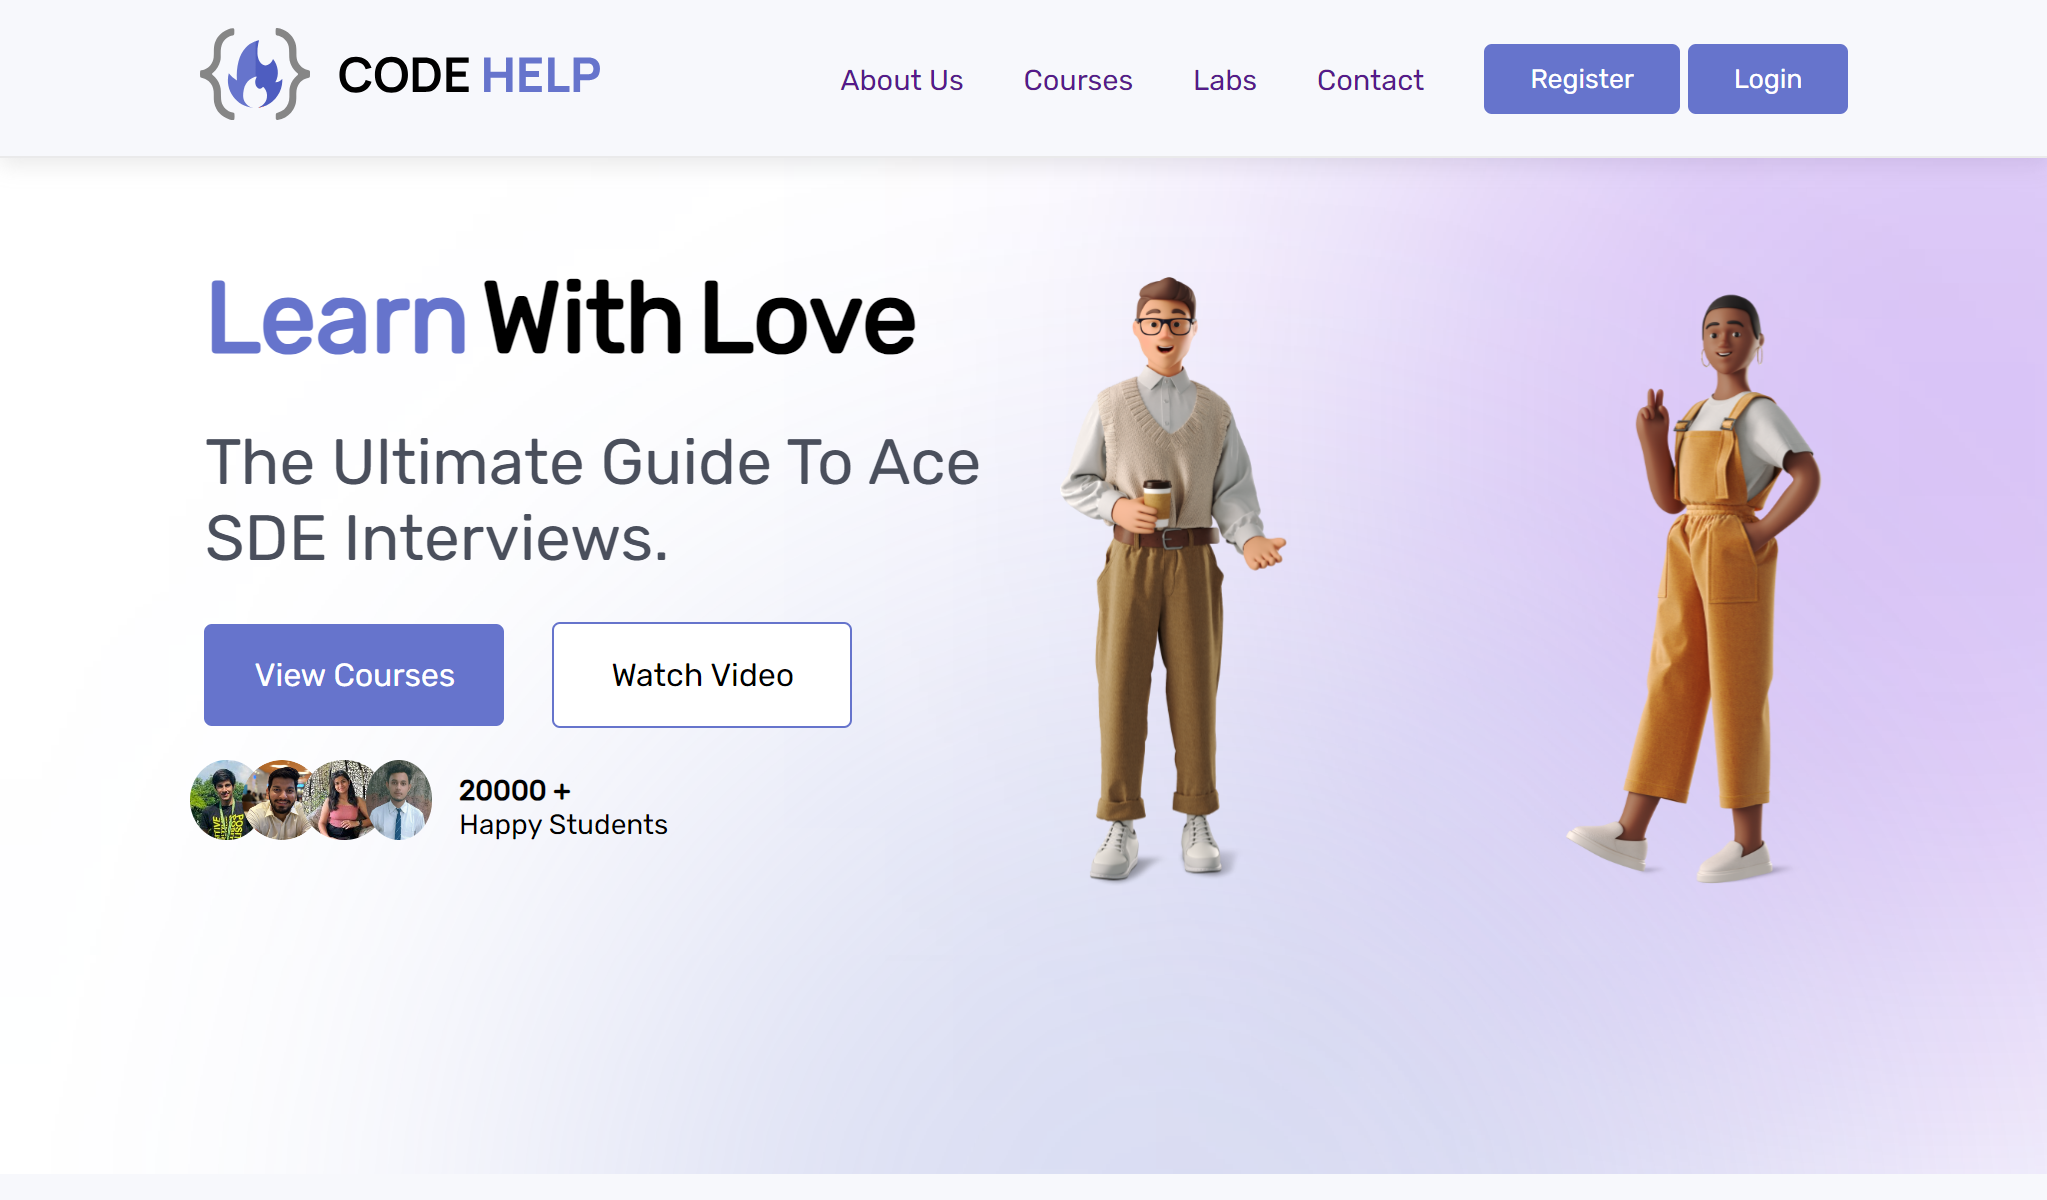 CODE HELP
About Us
Courses
Labs
Contact
Register
Login
Learn With Love
The Ultimate Guide To Ace
SDE Interviews.
View Courses
Watch Video
20000 +
Happy Students